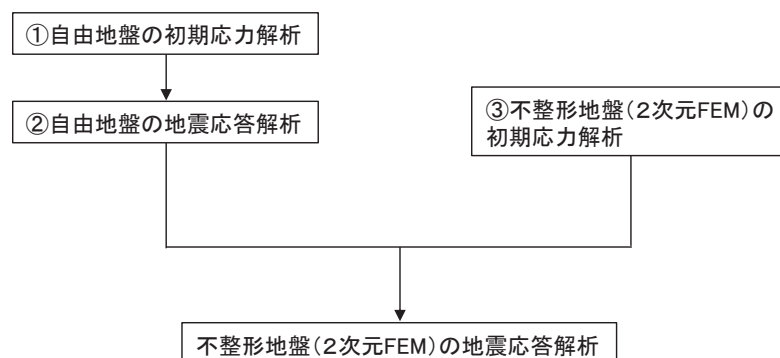 ①自由地盤の初期応力解析
②自由地盤の地震応答解析
③不整形地盤(2次元FEM)の
初期応力解析
不整形地盤(2次元FEM)の地震応答解析